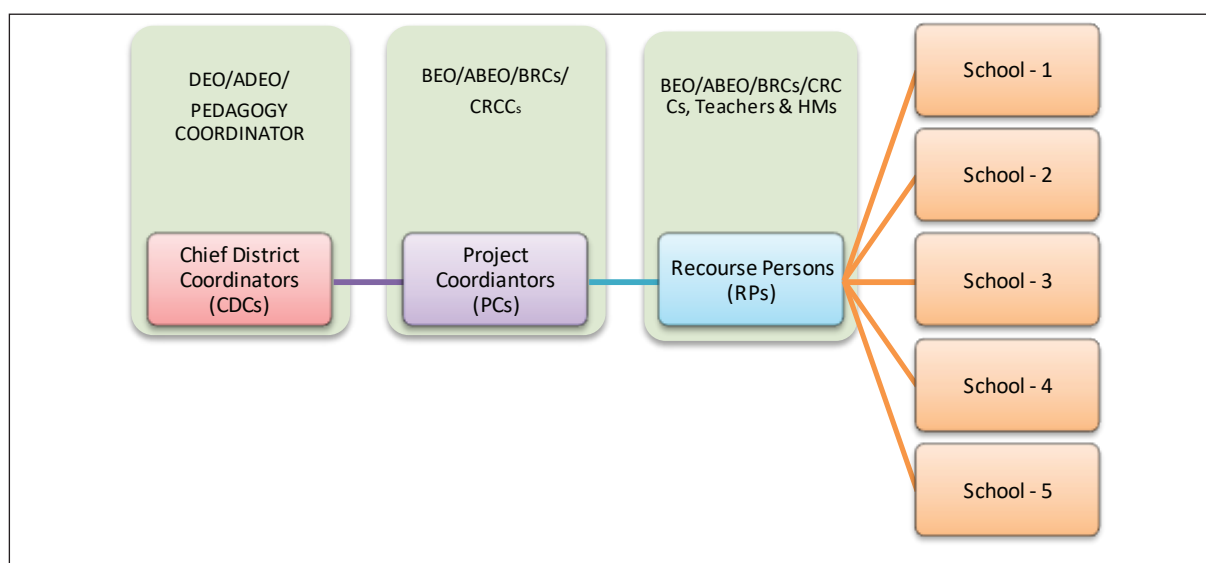 DEO/ADEO/
PEDAGOGY
COORDINATOR
Chief District
Coordinators
(CDCs)
BEO/ABEO/BRCs/
CRCCs
Project
Coordiantors
(PCs)
BEO/ABEO/BRCs/CRC
Cs, Teachers & HMs
Recourse Persons
(RPs)
School - 1
School - 2
School - 3
School - 4
School - 5